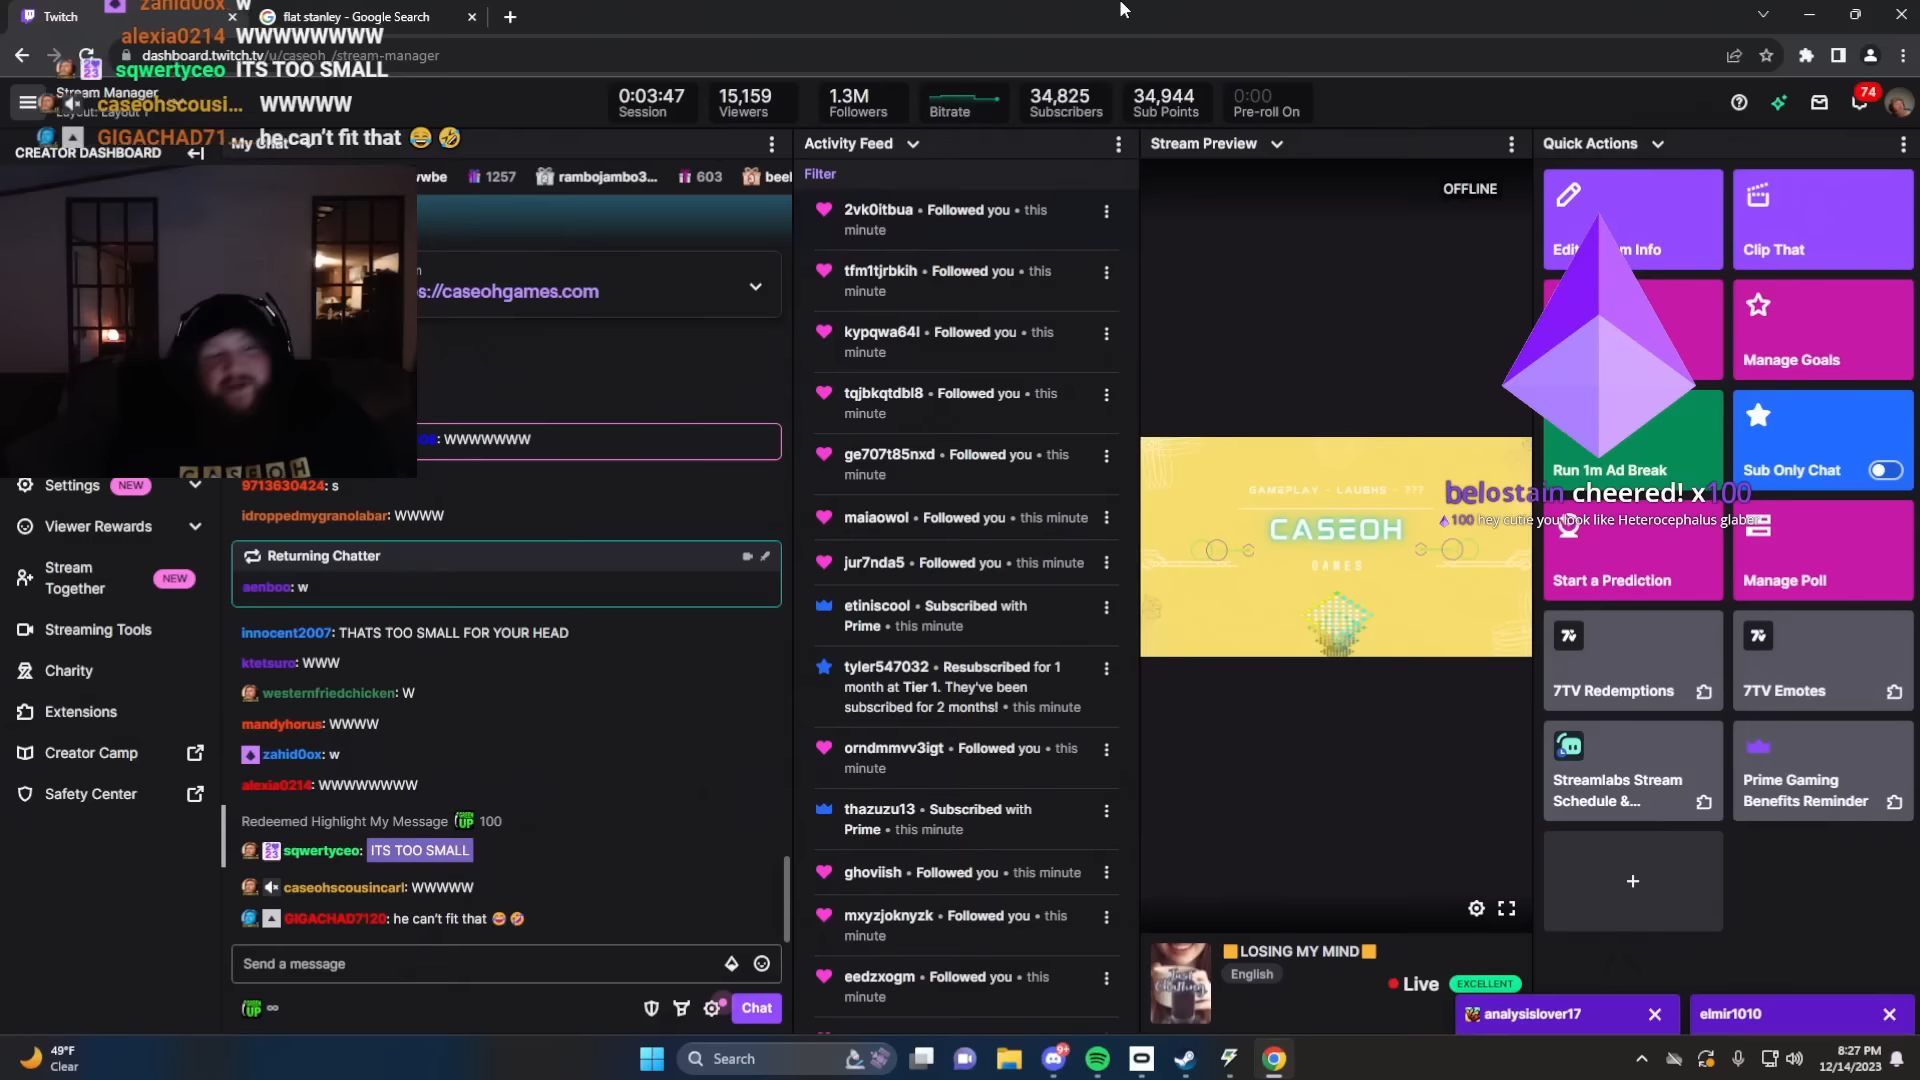 Twitch
flat stanley - Google Search
zahid0ox W
alexia0214 WWWWWWWWW
dashboard.twitch.tv/u/caseoh_/stream-manager
sqwertyceo ITS TOO SMALL
Stream Manager
Layout: Layout 1
caseohscousi... WWWWW
GIGACHAD71... he can't fit that 😂 🤣
CREATOR DASHBOARD
My Chat
0:03:47
Session
15,159
Viewers
1.3M
Followers
Bitrate
34,825
Subscribers
34,944
Sub Points
0:00
Pre-roll On
74
wbe 1257 rambojambo3... 603 beel
s://caseohgames.com
: WWWWWWW
9713630424: s
idroppedmygranolabar: WWWW
Returning Chatter
aenboo: w
innocent2007: THATS TOO SMALL FOR YOUR HEAD
ktetsuro: WWW
westernfriedchicken: W
mandyhorus: WWWW
zahid0ox: w
alexia0214: WWWWWWWWW
Redeemed Highlight My Message 100
sqwertyceo: ITS TOO SMALL
caseohscousincarl: WWWWW
GIGACHAD7120: he can't fit that 😂 🤣
Send a message
Chat
CASEOH
Settings NEW
Viewer Rewards
Stream
Together NEW
Streaming Tools
Charity
Extensions
Creator Camp
Safety Center
Activity Feed
Filter
2vk0itbua • Followed you • this
minute
tfm1tjrbkih • Followed you • this
minute
kypqwa64l • Followed you • this
minute
tqjbkqtdbl8 • Followed you • this
minute
ge707t85nxd • Followed you • this
minute
maiaowol • Followed you • this minute
jur7nda5 • Followed you • this minute
etiniscool • Subscribed with
Prime • this minute
tyler547032 • Resubscribed for 1
month at Tier 1. They've been
subscribed for 2 months! • this minute
orndmmvv3igt • Followed you • this
minute
thazuzu13 • Subscribed with
Prime • this minute
ghoviish • Followed you • this minute
mxyzjoknyzk • Followed you • this
minute
eedzxogm • Followed you • this
minute
Stream Preview
OFFLINE
GAMEPLAY - LAUGHS - ???
CASEOH
GAMES
LOSING MY MIND
English
Live EXCELLENT
Quick Actions
Edit m Info
Clip That
Manage Goals
Run 1m Ad Break
Sub Only Chat
belostain cheered! x100
100 hey cutie you look like Heterocephalus glaber
Start a Prediction
Manage Poll
7TV Redemptions
7TV Emotes
Streamlabs Stream
Schedule &...
Prime Gaming
Benefits Reminder
analysislover17
elmir1010
49°F
Clear
Search
9+
8:27 PM
12/14/2023